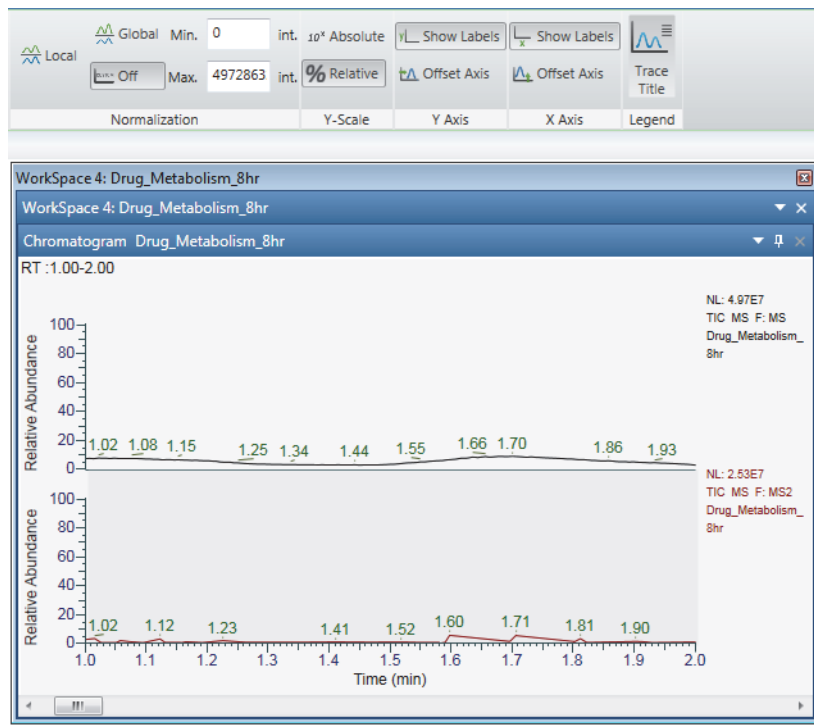 Local
Global
Off
Min. 0 int.
Max. 4972863 int.
Normalization
10ˣ Absolute
% Relative
Y-Scale
y Show Labels
Offset Axis
Y Axis
x Show Labels
Offset Axis
X Axis
Trace
Title
Legend
WorkSpace 4: Drug_Metabolism_8hr
WorkSpace 4: Drug_Metabolism_8hr
Chromatogram Drug_Metabolism_8hr
RT :1.00-2.00
NL: 4.97E7
TIC MS F: MS
Drug_Metabolism_
8hr
Relative Abundance
100
80
60
40
20
0
1.02 1.08 1.15 1.25 1.34 1.44 1.55 1.66 1.70 1.86 1.93
NL: 2.53E7
TIC MS F: MS2
Drug_Metabolism_
8hr
Relative Abundance
100
80
60
40
20
0
1.02 1.12 1.23 1.41 1.52 1.60 1.71 1.81 1.90
1.0 1.1 1.2 1.3 1.4 1.5 1.6 1.7 1.8 1.9 2.0
Time (min)